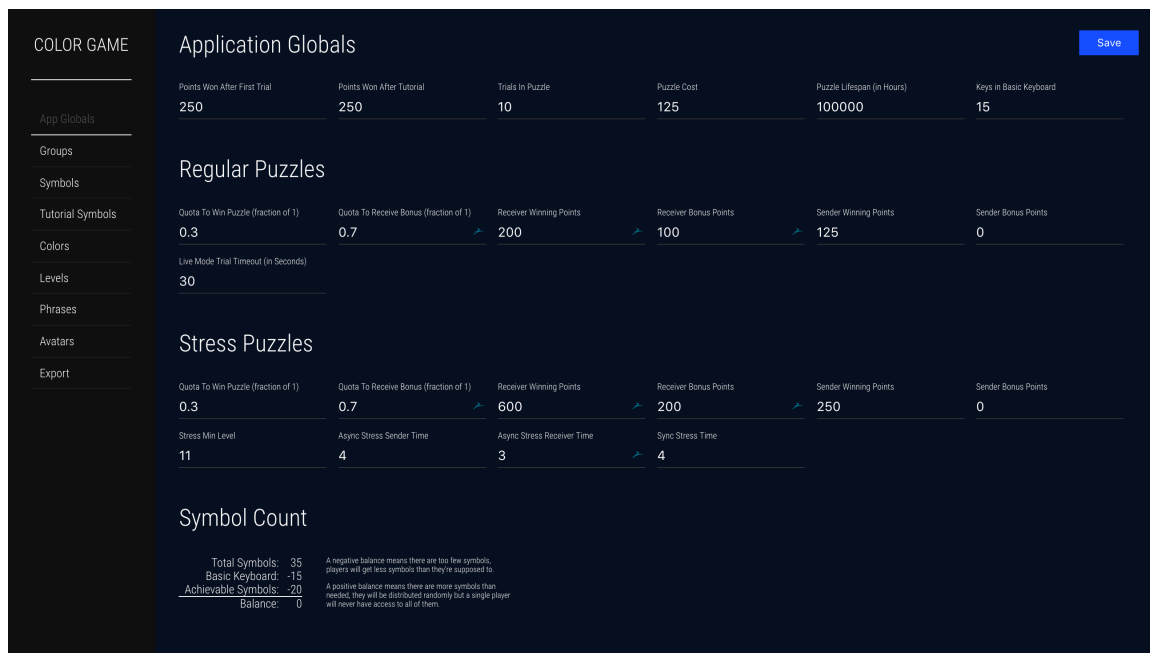 COLOR GAME
App Globals
Groups
Symbols
Tutorial Symbols
Colors
Levels
Phrases
Avatars
Export
Application Globals
Save
Points Won After First Trial
250
Points Won After Tutorial
250
Trials In Puzzle
10
Puzzle Cost
125
Puzzle Lifespan (in Hours)
100000
Keys in Basic Keyboard
15
Regular Puzzles
Quota To Win Puzzle (fraction of 1)
0.3
Quota To Receive Bonus (fraction of 1)
0.7
Receiver Winning Points
200
Receiver Bonus Points
100
Sender Winning Points
125
Sender Bonus Points
0
Live Mode Trial Timeout (in Seconds)
30
Stress Puzzles
Quota To Win Puzzle (fraction of 1)
0.3
Quota To Receive Bonus (fraction of 1)
0.7
Receiver Winning Points
600
Receiver Bonus Points
200
Sender Winning Points
250
Sender Bonus Points
0
Stress Min Level
11
Async Stress Sender Time
4
Async Stress Receiver Time
3
Sync Stress Time
4
Symbol Count
Total Symbols: 35
Basic Keyboard: -15
Achievable Symbols: -20
Balance: 0
A negative balance means there are too few symbols,
players will get less symbols than they're supposed to.
A positive balance means there are more symbols than
needed, they will be distributed randomly but a single player
will never have access to all of them.